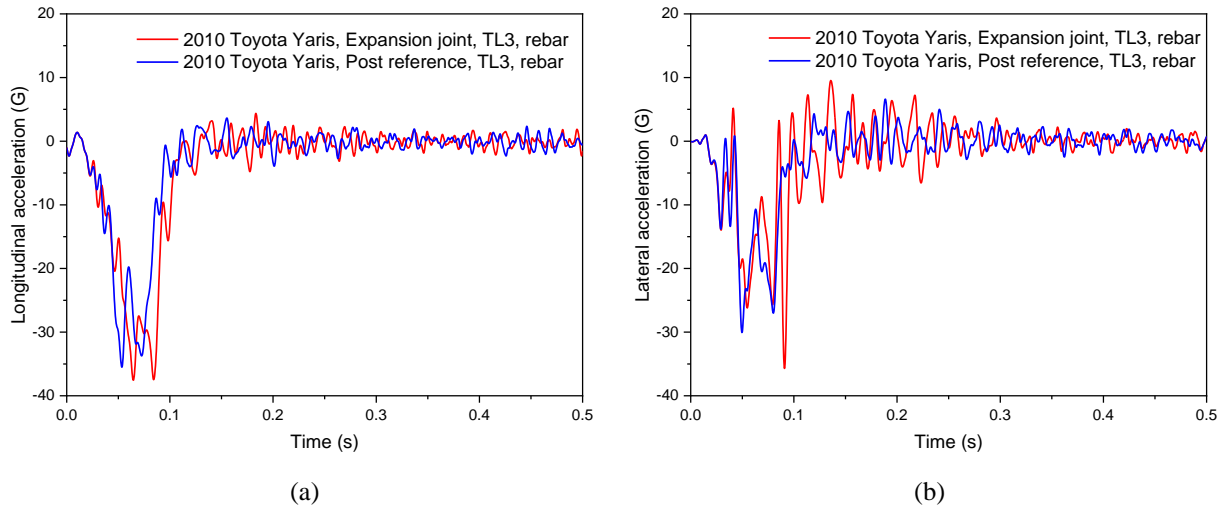 20
10
0
-10
-20
-30
-40
Longitudinal acceleration (G)
2010 Toyota Yaris, Expansion joint, TL3, rebar
2010 Toyota Yaris, Post reference, TL3, rebar
0.0 0.1 0.2 0.3 0.4 0.5
Time (s)
(a)
20
10
0
-10
-20
-30
-40
Lateral acceleration (G)
2010 Toyota Yaris, Expansion joint, TL3, rebar
2010 Toyota Yaris, Post reference, TL3, rebar
0.0 0.1 0.2 0.3 0.4 0.5
Time (s)
(b)